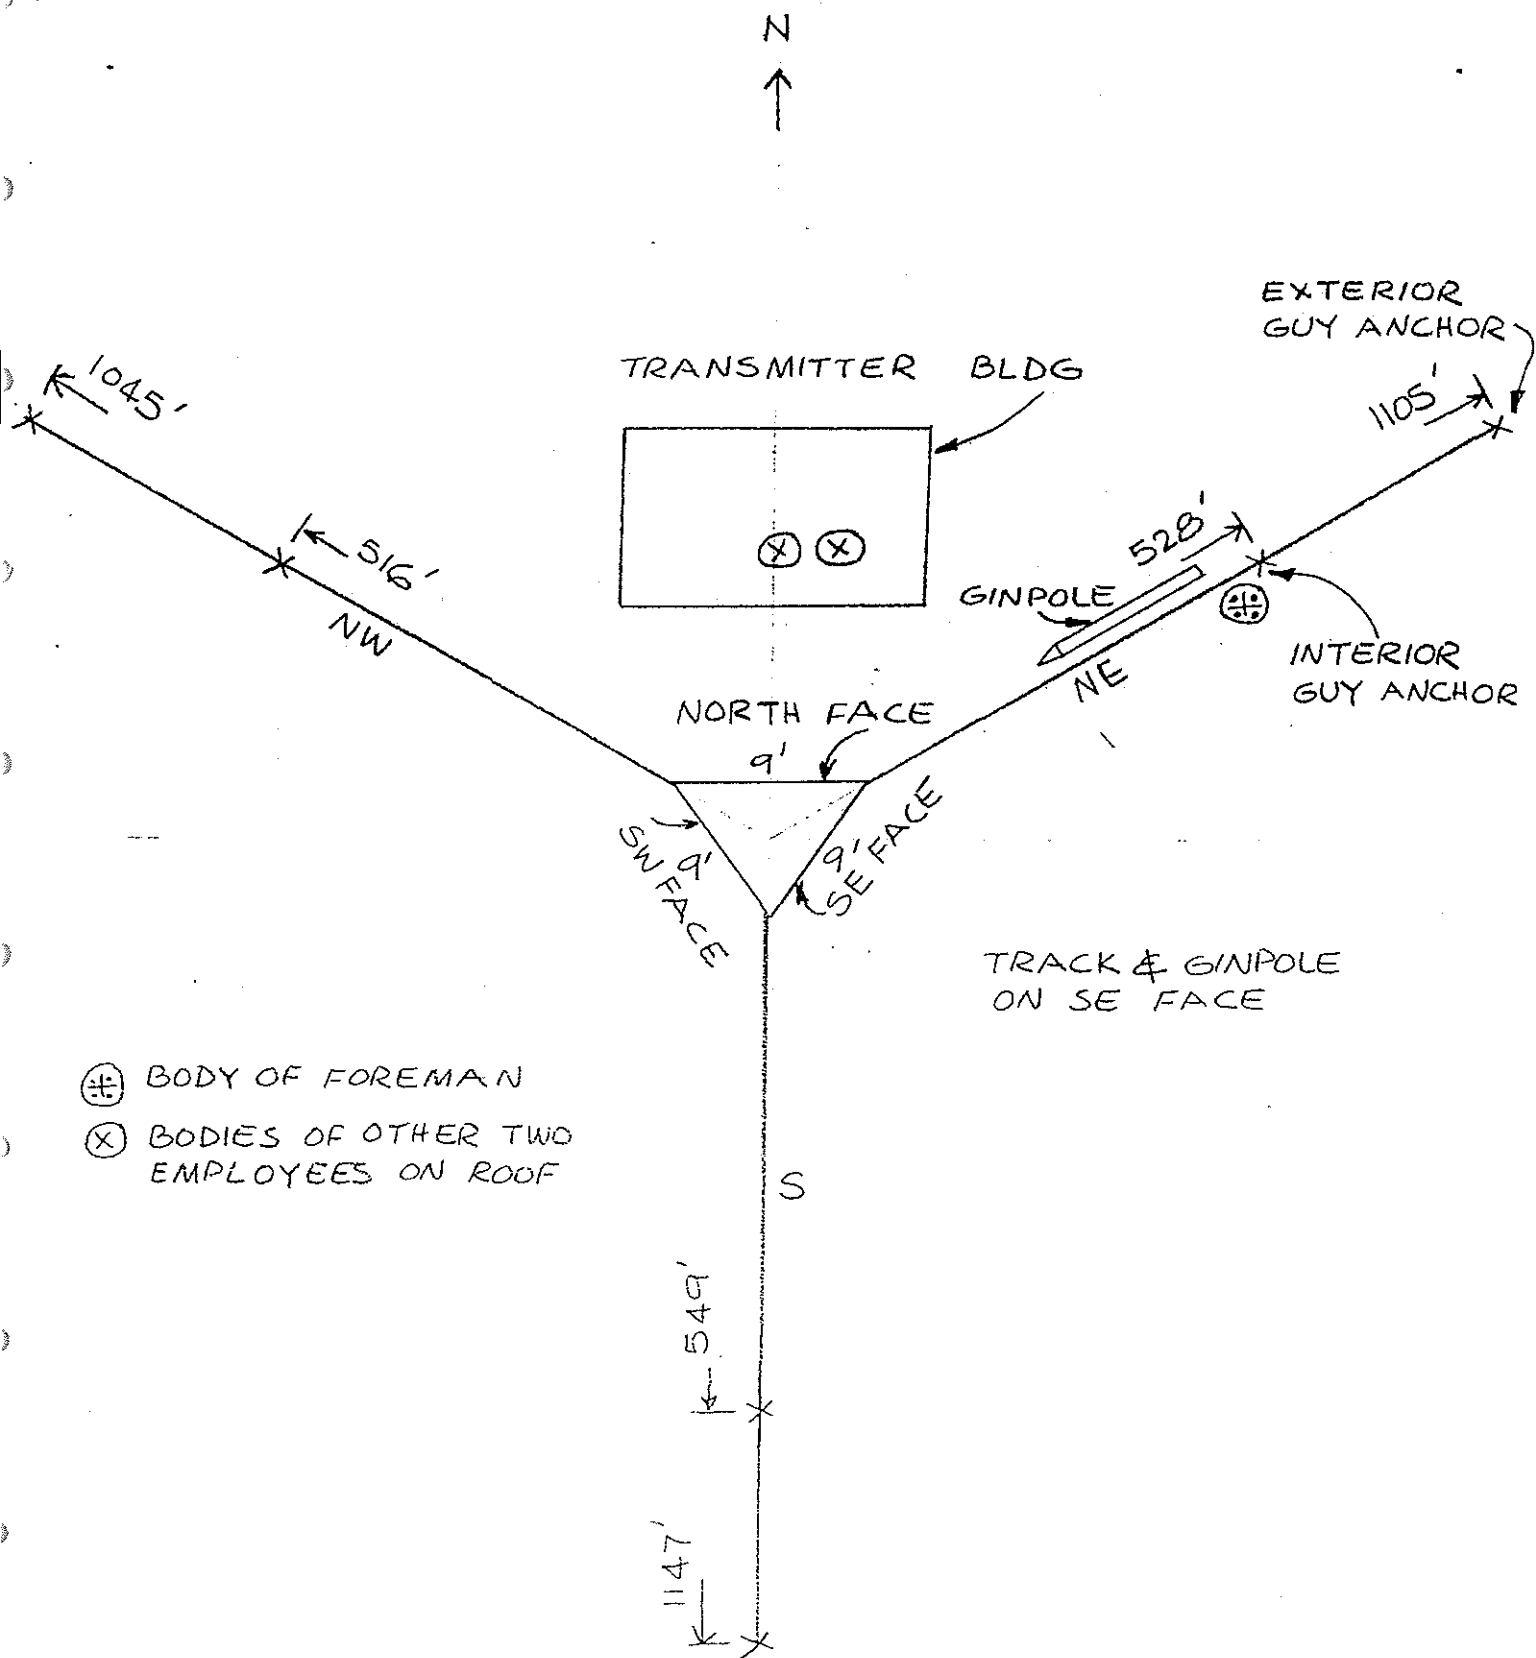 N
EXTERIOR
GUY ANCHOR
TRANSMITTER BLDG
1045'
1105'
516'
528'
GINPOLE
NW
NE
INTERIOR
GUY ANCHOR
NORTH FACE
9'
SW FACE
9'
9'
SE FACE
TRACK & GINPOLE
ON SE FACE
BODY OF FOREMAN
BODIES OF OTHER TWO
EMPLOYEES ON ROOF
S
549'
1147'